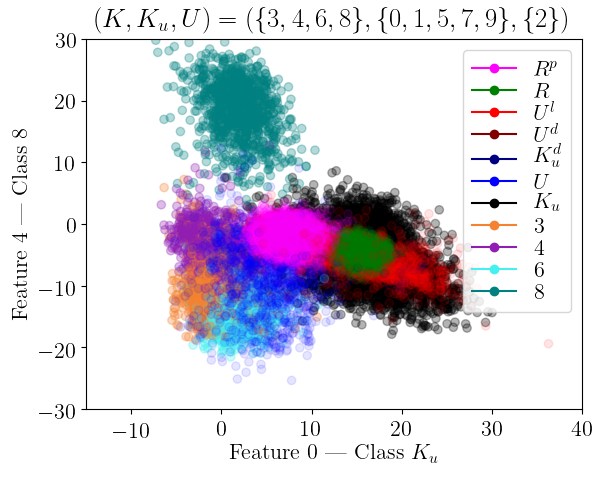 (K, K_u, U) = ({3, 4, 6, 8}, {0, 1, 5, 7, 9}, {2})
Feature 4 — Class 8
30
20
10
0
−10
−20
−30
−10
0
10
20
30
40
Feature 0 — Class K_u
R^p
R
U^l
U^d
K_u^d
U
K_u
3
4
6
8